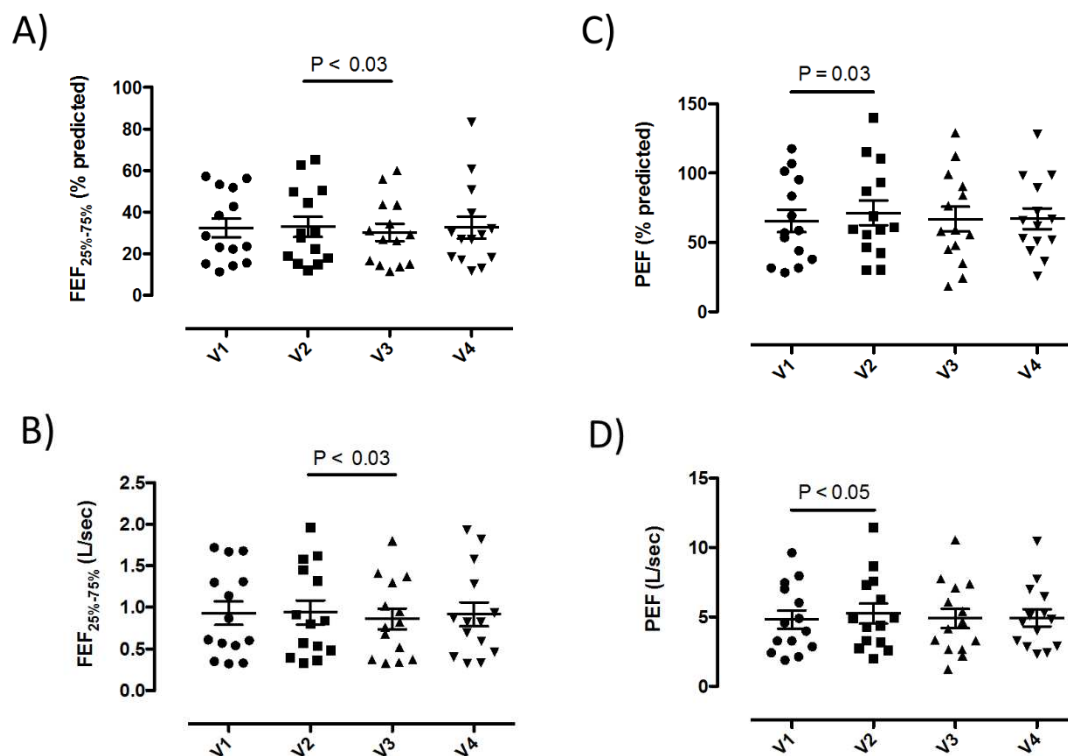 A)
P < 0.03
FEF25%-75% (% predicted)
100
80
60
40
20
0
V1 V2 V3 V4
B)
P < 0.03
FEF25%-75% (L/sec)
2.5
2.0
1.5
1.0
0.5
0.0
V1 V2 V3 V4
C)
P = 0.03
PEF (% predicted)
150
100
50
0
V1 V2 V3 V4
D)
P < 0.05
PEF (L/sec)
15
10
5
0
V1 V2 V3 V4